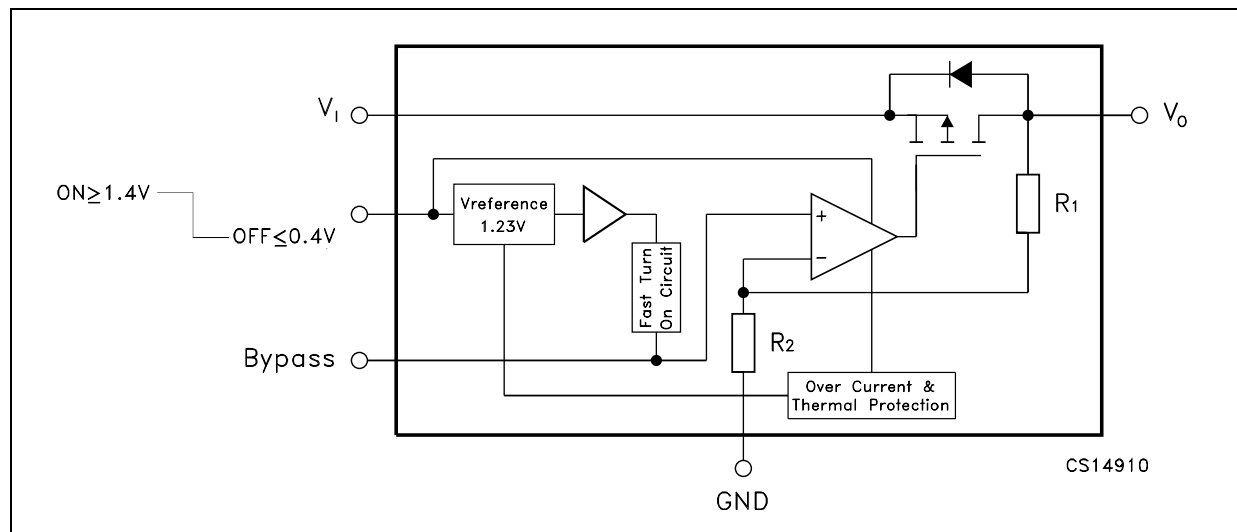 V_I
V_O
ON≥1.4V
OFF≤0.4V
Vreference
1.23V
Fast Turn
On Circuit
+
−
R1
R2
Bypass
Over Current &
Thermal Protection
GND
CS14910